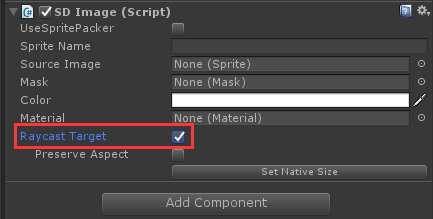 SD Image (Script)
UseSpritePacker
Sprite Name
Source Image None (Sprite)
Mask None (Mask)
Color
Material None (Material)
Raycast Target
Preserve Aspect
Set Native Size
Add Component